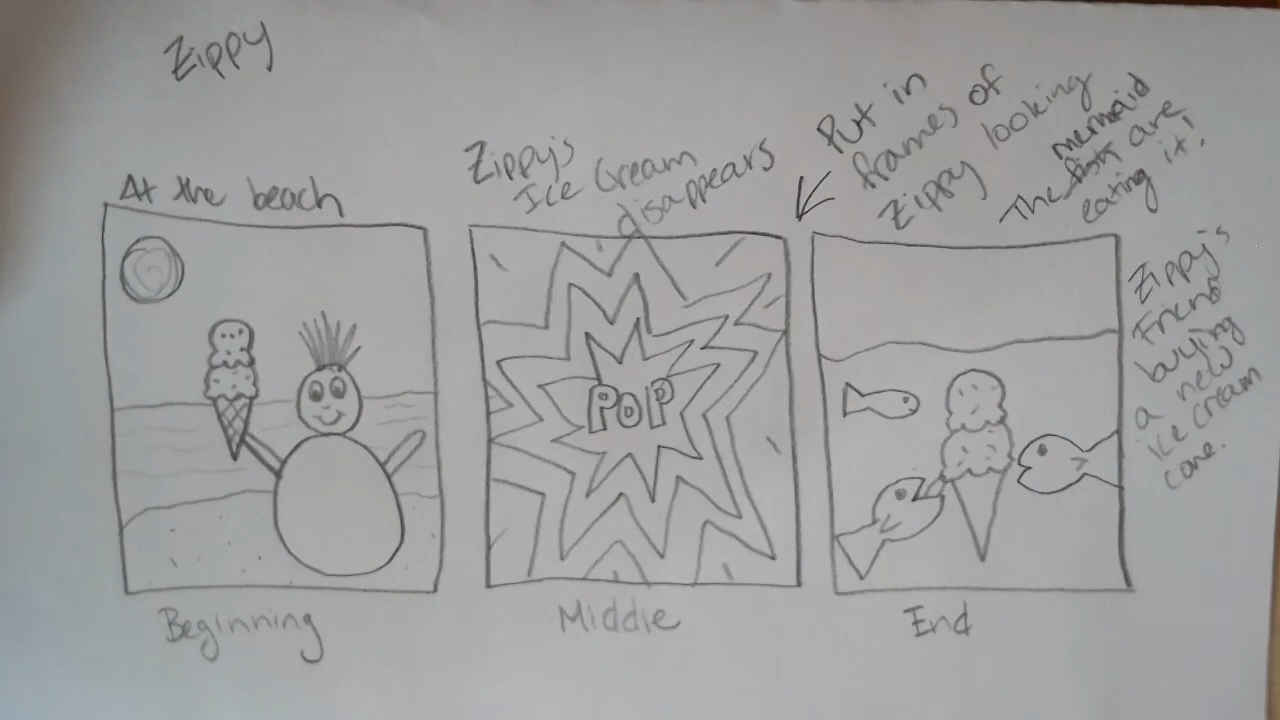 Zippy
At the beach
Beginning
Zippy's
Ice Cream
disappears
POP
Middle
Put in
frames of
Zippy looking
The fish mermaid are
eating it!
End
Zippy's
Friend
buying
a new
ice cream
cone.